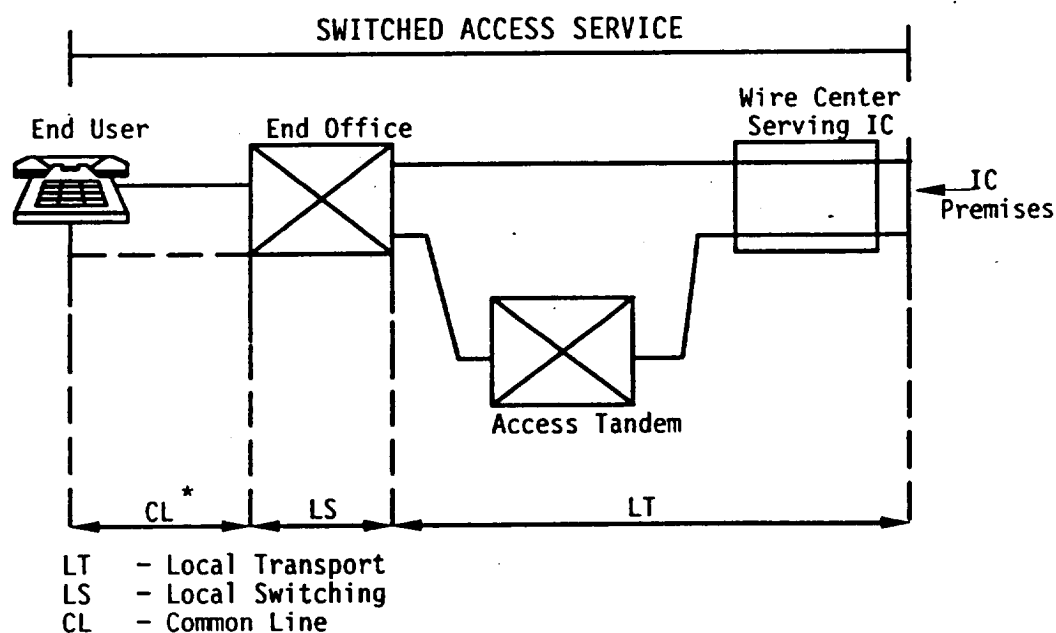 SWITCHED ACCESS SERVICE
Wire Center
Serving IC
End User
End Office
IC
Premises
Access Tandem
CL*
LS
LT
LT - Local Transport
LS - Local Switching
CL - Common Line